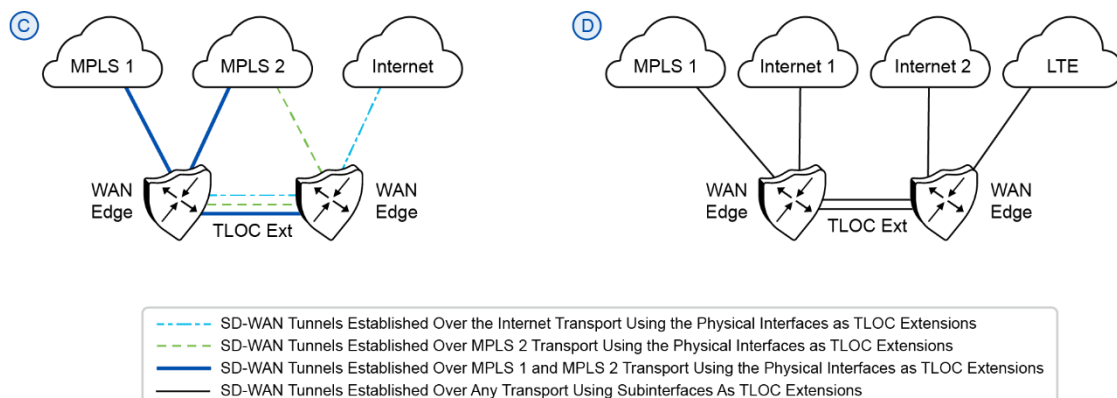 C
D
MPLS 1
MPLS 2
Internet
MPLS 1
Internet 1
Internet 2
LTE
WAN
Edge
WAN
Edge
TLOC Ext
WAN
Edge
WAN
Edge
TLOC Ext
SD-WAN Tunnels Established Over the Internet Transport Using the Physical Interfaces as TLOC Extensions
SD-WAN Tunnels Established Over MPLS 2 Transport Using the Physical Interfaces as TLOC Extensions
SD-WAN Tunnels Established Over MPLS 1 and MPLS 2 Transport Using the Physical Interfaces as TLOC Extensions
SD-WAN Tunnels Established Over Any Transport Using Subinterfaces As TLOC Extensions